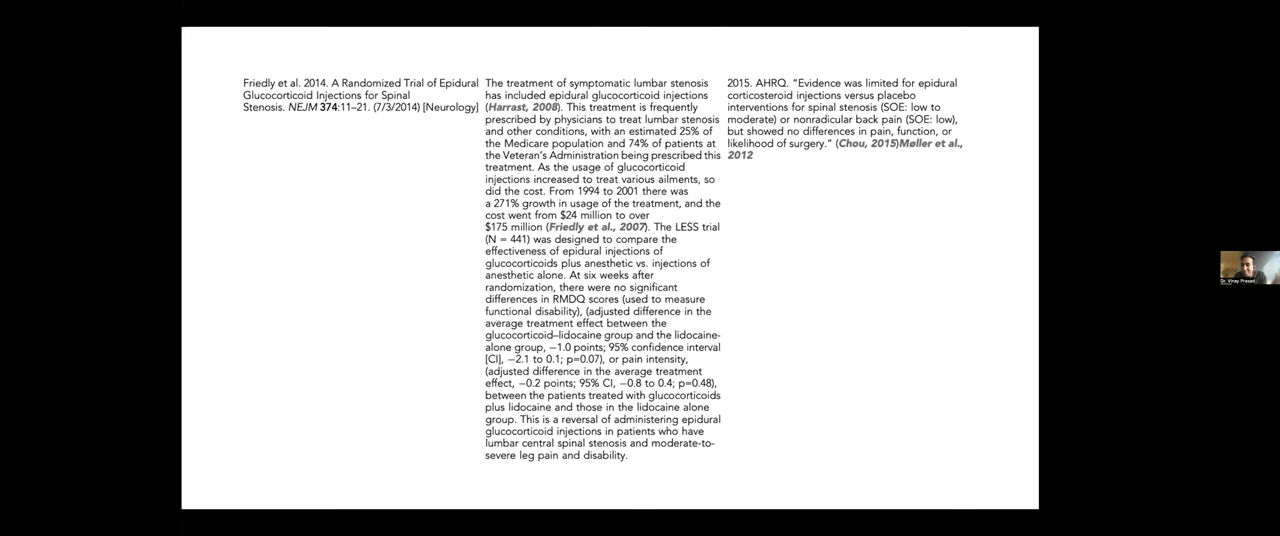 Friedly et al. 2014. A Randomized Trial of Epidural
Glucocorticoid Injections for Spinal
Stenosis. NEJM 374:11–21. (7/3/2014) [Neurology]
The treatment of symptomatic lumbar stenosis
has included epidural glucocorticoid injections
(Harrast, 2008). This treatment is frequently
prescribed by physicians to treat lumbar stenosis
and other conditions, with an estimated 25% of
the Medicare population and 74% of patients at
the Veteran's Administration being prescribed this
treatment. As the usage of glucocorticoid
injections increased to treat various ailments, so
did the cost. From 1994 to 2001 there was
a 271% growth in usage of the treatment, and the
cost went from $24 million to over
$175 million (Friedly et al., 2007). The LESS trial
(N = 441) was designed to compare the
effectiveness of epidural injections of
glucocorticoids plus anesthetic vs. injections of
anesthetic alone. At six weeks after
randomization, there were no significant
differences in RMDQ scores (used to measure
functional disability), (adjusted difference in the
average treatment effect between the
glucocorticoid–lidocaine group and the lidocaine-
alone group, −1.0 points; 95% confidence interval
[CI], −2.1 to 0.1; p=0.07), or pain intensity,
(adjusted difference in the average treatment
effect, −0.2 points; 95% CI, −0.8 to 0.4; p=0.48),
between the patients treated with glucocorticoids
plus lidocaine and those in the lidocaine alone
group. This is a reversal of administering epidural
glucocorticoid injections in patients who have
lumbar central spinal stenosis and moderate-to-
severe leg pain and disability.
2015. AHRQ. "Evidence was limited for epidural
corticosteroid injections versus placebo
interventions for spinal stenosis (SOE: low to
moderate) or nonradicular back pain (SOE: low),
but showed no differences in pain, function, or
likelihood of surgery." (Chou, 2015)Møller et al.,
2012
Dr. Vinay Prasad